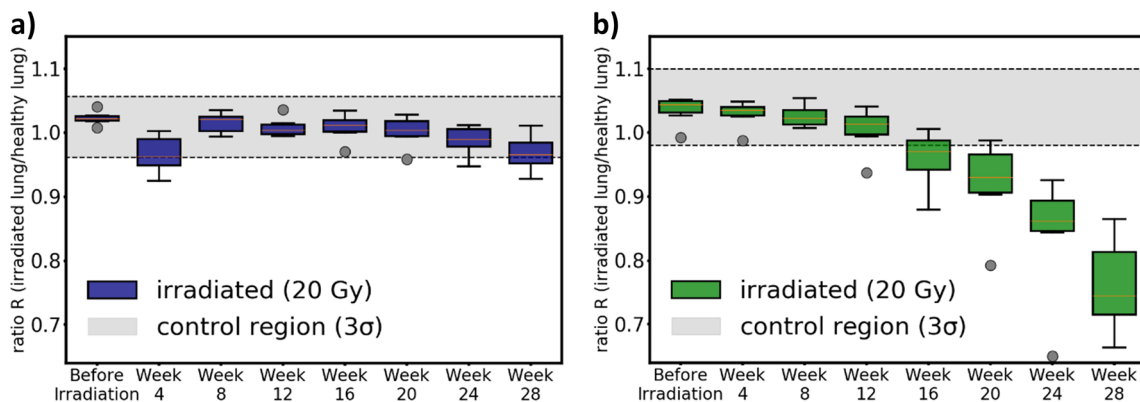 a)
ratio R (irradiated lung/healthy lung)
1.1
1.0
0.9
0.8
0.7
irradiated (20 Gy)
control region (3σ)
Before Week Week Week Week Week Week Week
Irradiation 4 8 12 16 20 24 28
b)
ratio R (irradiated lung/healthy lung)
1.1
1.0
0.9
0.8
0.7
irradiated (20 Gy)
control region (3σ)
Before Week Week Week Week Week Week Week
Irradiation 4 8 12 16 20 24 28